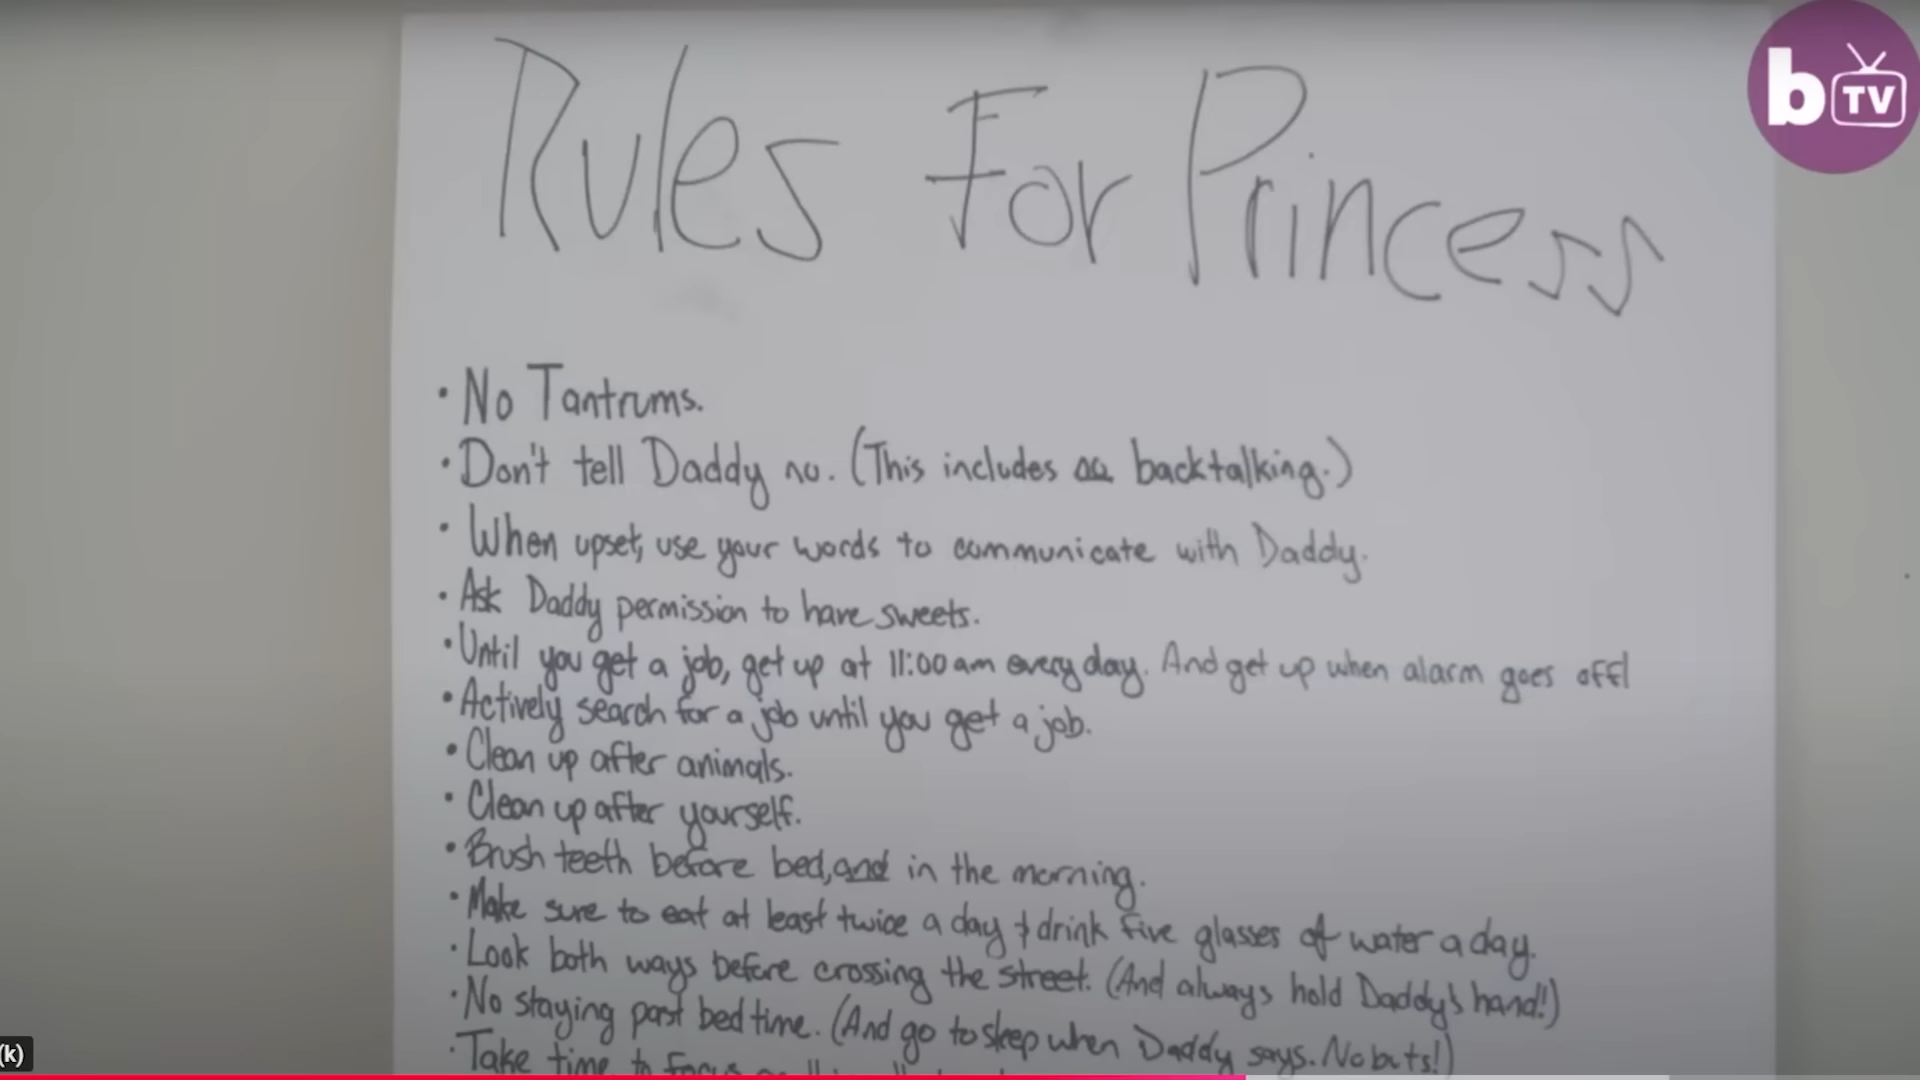 b TV
Rules For Princess
• No Tantrums.
• Don't tell Daddy no. (This includes backtalking.)
• When upset, use your words to communicate with Daddy.
• Ask Daddy permission to have sweets.
• Until you get a job, get up at 11:00 am every day. And get up when alarm goes off!
• Actively search for a job until you get a job.
• Clean up after animals.
• Clean up after yourself.
• Brush teeth before bed, and in the morning.
• Make sure to eat at least twice a day & drink five glasses of water a day.
• Look both ways before crossing the street. (And always hold Daddy's hand!)
• No staying past bed time. (And go to sleep when Daddy says. No buts!)
• Take time to focus
(k)